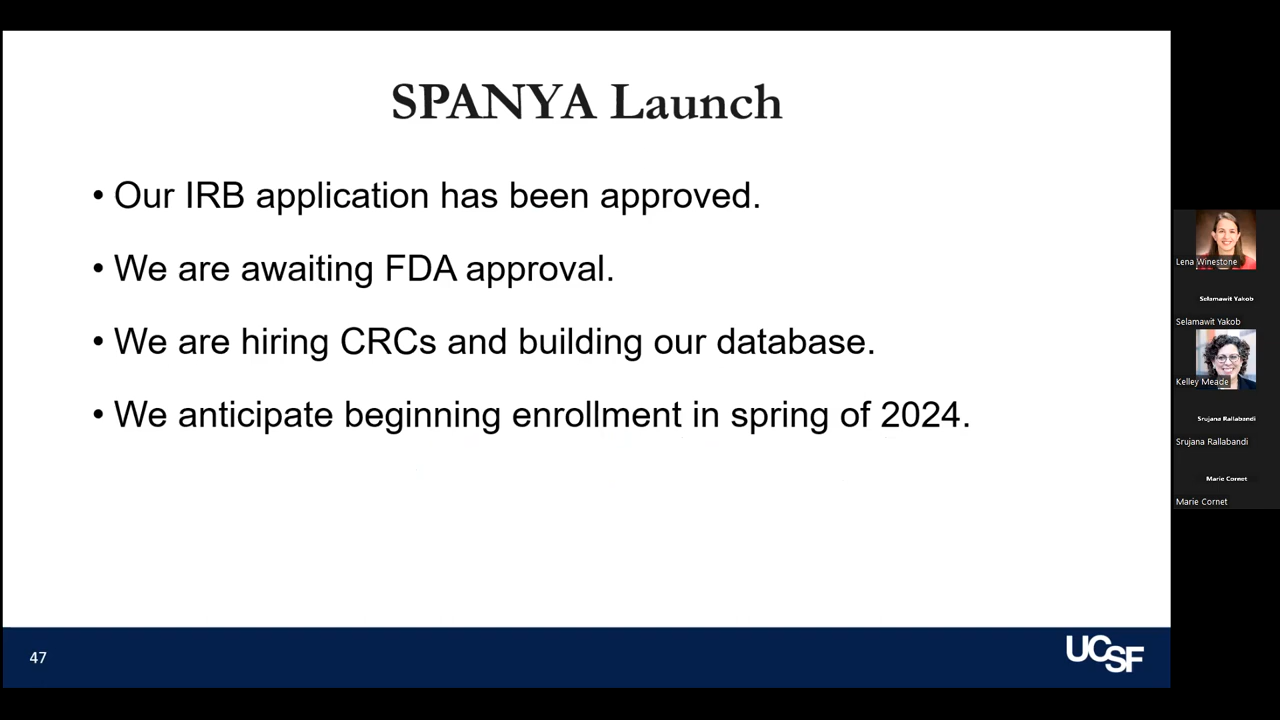 SPANYA Launch
• Our IRB application has been approved.
• We are awaiting FDA approval.
• We are hiring CRCs and building our database.
• We anticipate beginning enrollment in spring of 2024.
47
UCSF
Lena Winestone
Selamawit Yakob
Selamawit Yakob
Kelley Meade
Srujana Rallabandi
Srujana Rallabandi
Marie Cornet
Marie Cornet